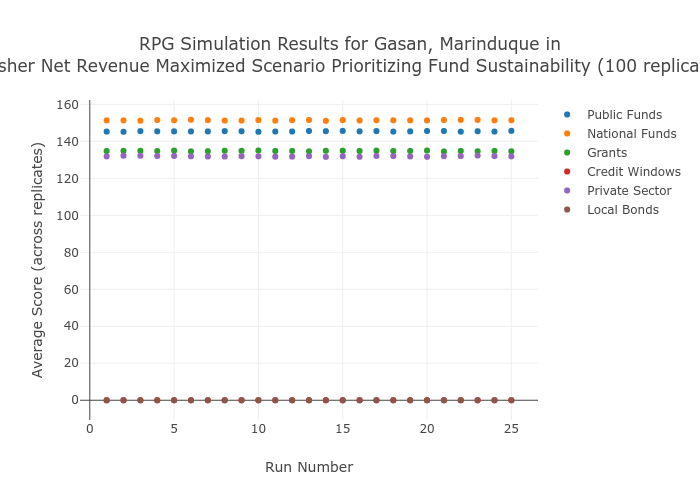 RPG Simulation Results for Gasan, Marinduque in
Net Revenue Maximized Scenario Prioritizing Fund Sustainability (100
160
140
120
100
80
60
40
20
0
Average Score (across replicates)
0
5
10
15
20
25
Run Number
Public Funds
National Funds
Grants
Credit Windows
Private Sector
Local Bonds